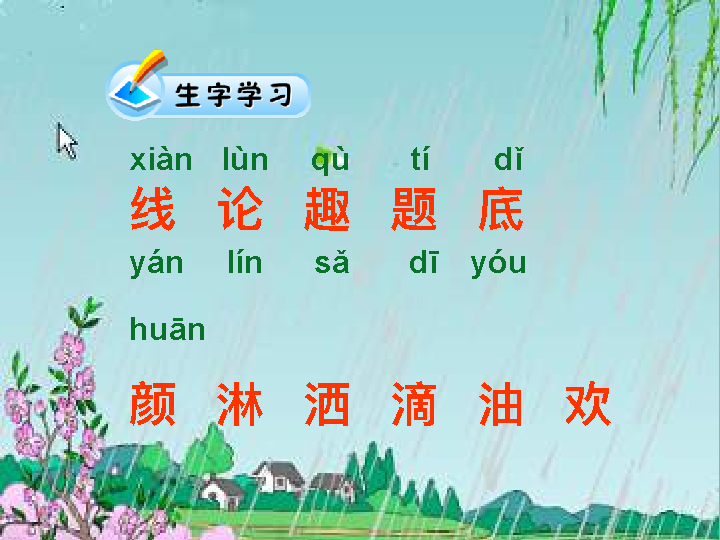 生字学习
xiàn lùn qù tí dǐ
线 论 趣 题 底
yán lín sǎ dī yóu
huān
颜 淋 洒 滴 油 欢